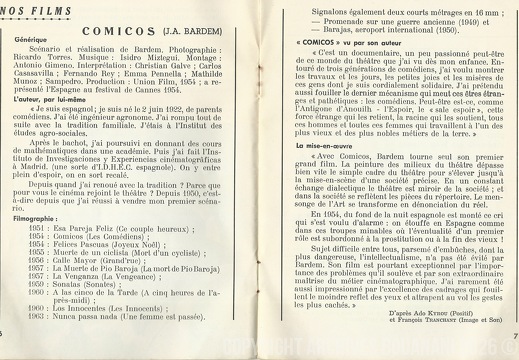 NOS FILMS
COMICOS (J.A. BARDEM)
Générique
Scénario et réalisation de Bardem. Photographie :
Ricardo Torres. Musique : Isidro Mizlegui. Montage :
Antonio Gimeno. Interprétation : Christian Galve ; Carlos
Casasavilla ; Fernando Rey ; Emma Pennella ; Mathilde
Munoz ; Sampedro. Production : Union Film, 1954 ; a re-
présenté l'Espagne au festival de Cannes 1954.
L'auteur, par lui-même
« Je suis espagnol ; je suis né le 2 juin 1922, de parents
comédiens. J'ai été ingénieur agronome. J'ai rompu tout de
suite avec la tradition familiale. J'étais à l'Institut des
études agro-sociales.
Après le bachot, j'ai poursuivi en donnant des cours
de mathématiques dans une académie. Puis j'ai fait l'Ins-
tituto de Investigaciones y Experiencias cinématográficas
à Madrid, (une sorte d'I.D.H.E.C. espagnole). On y entre
plein d'espoir, on en sort recalé.
Depuis quand j'ai renoué avec la tradition ? Parce que
pour vous le cinéma rejoint le théâtre ? Depuis 1950, c'est-
à-dire depuis que j'ai réussi à vendre mon premier scéna-
rio.
Filmographie :
1951 : Esa Pareja Feliz (Ce couple heureux) ;
1954 : Comicos (Les Comédiens) ;
1954 : Felices Pascuas (Joyeux Noël) ;
1955 : Muerte de un ciclista (Mort d'un cycliste) ;
1956 : Calle Mayor (Grand'rue) ;
1957 : La Muerte de Pio Baroja (La mort de Pio Baroja)
1957 : La Venganza (La Vengeance) ;
1959 : Sonatas (Sonates) ;
1960 : A las cinco de la Tarde (A cinq heures de l'a-
près-midi) ;
1960 : Los Innocentes (Les Innocents) ;
1963 : Nunca passa nada (Une femme est passée).
6
Signalons également deux courts métrages en 16 mm ;
— Promenade sur une guerre ancienne (1949) et
— Barajas, aeroport international (1950).
« COMICOS » vu par son auteur
« C'est un documentaire, un peu passionné peut-être
de ce monde du théâtre que j'ai vu dès mon enfance. En-
touré de trois générations de comédiens, j'ai voulu montrer
les travaux et les jours, les petites joies et les misères de
ces gens dont je suis cordialement solidaire. J'ai prétendu
aussi fouiller le dernier mécanisme qui meut ces êtres étran-
ges et pathétiques : les comédiens. Peut-être est-ce, comme
l'Antigone d'Anouilh - l'Espoir, le « sale espoir », cette
force étrange qui les retient, la racine qui les soutient, tous
ces hommes et toutes ces femmes qui travaillent à l'un des
plus vieux et des plus nobles métiers de la terre. »
La mise-en-œuvre
« Avec Comicos, Bardem tourne seul son premier
grand film. La peinture des milieux du théâtre dépasse
bien vite le simple cadre du théâtre pour s'élever jusqu'à
la mise-en-scène d'une société précise. En un constant
échange dialectique le théâtre est miroir de la société ; et
dans la société se reflètent les pièges du répertoire. Le men-
songe de l'Art se transforme en dénonciation du réel.
En 1954, du fond de la nuit espagnole est monté ce cri
qui s'est voulu d'alarme : on étouffe en Espagne comme
dans ces troupes minables où l'éventualité d'un premier
rôle est subordonné à la prostitution ou à la fin des vieux !
Sujet difficile entre tous, parsemé d'embûches, dont la
plus dangereuse, l'intellectualisme, n'a pas été évité par
Bardem. Son film est pourtant exceptionnel par l'impor-
tance des problèmes qu'il soulève et par son extraordinaire
maîtrise du métier cinématographique. J'ai rarement été
aussi impressionné par l'excellence des cadrages qui fouil-
lent le moindre reflet des yeux et attrapent au vol les gestes
les plus cachés. »
D'après Ado KYROU (Positif)
et François TRANCHANT (Image et Son)
7